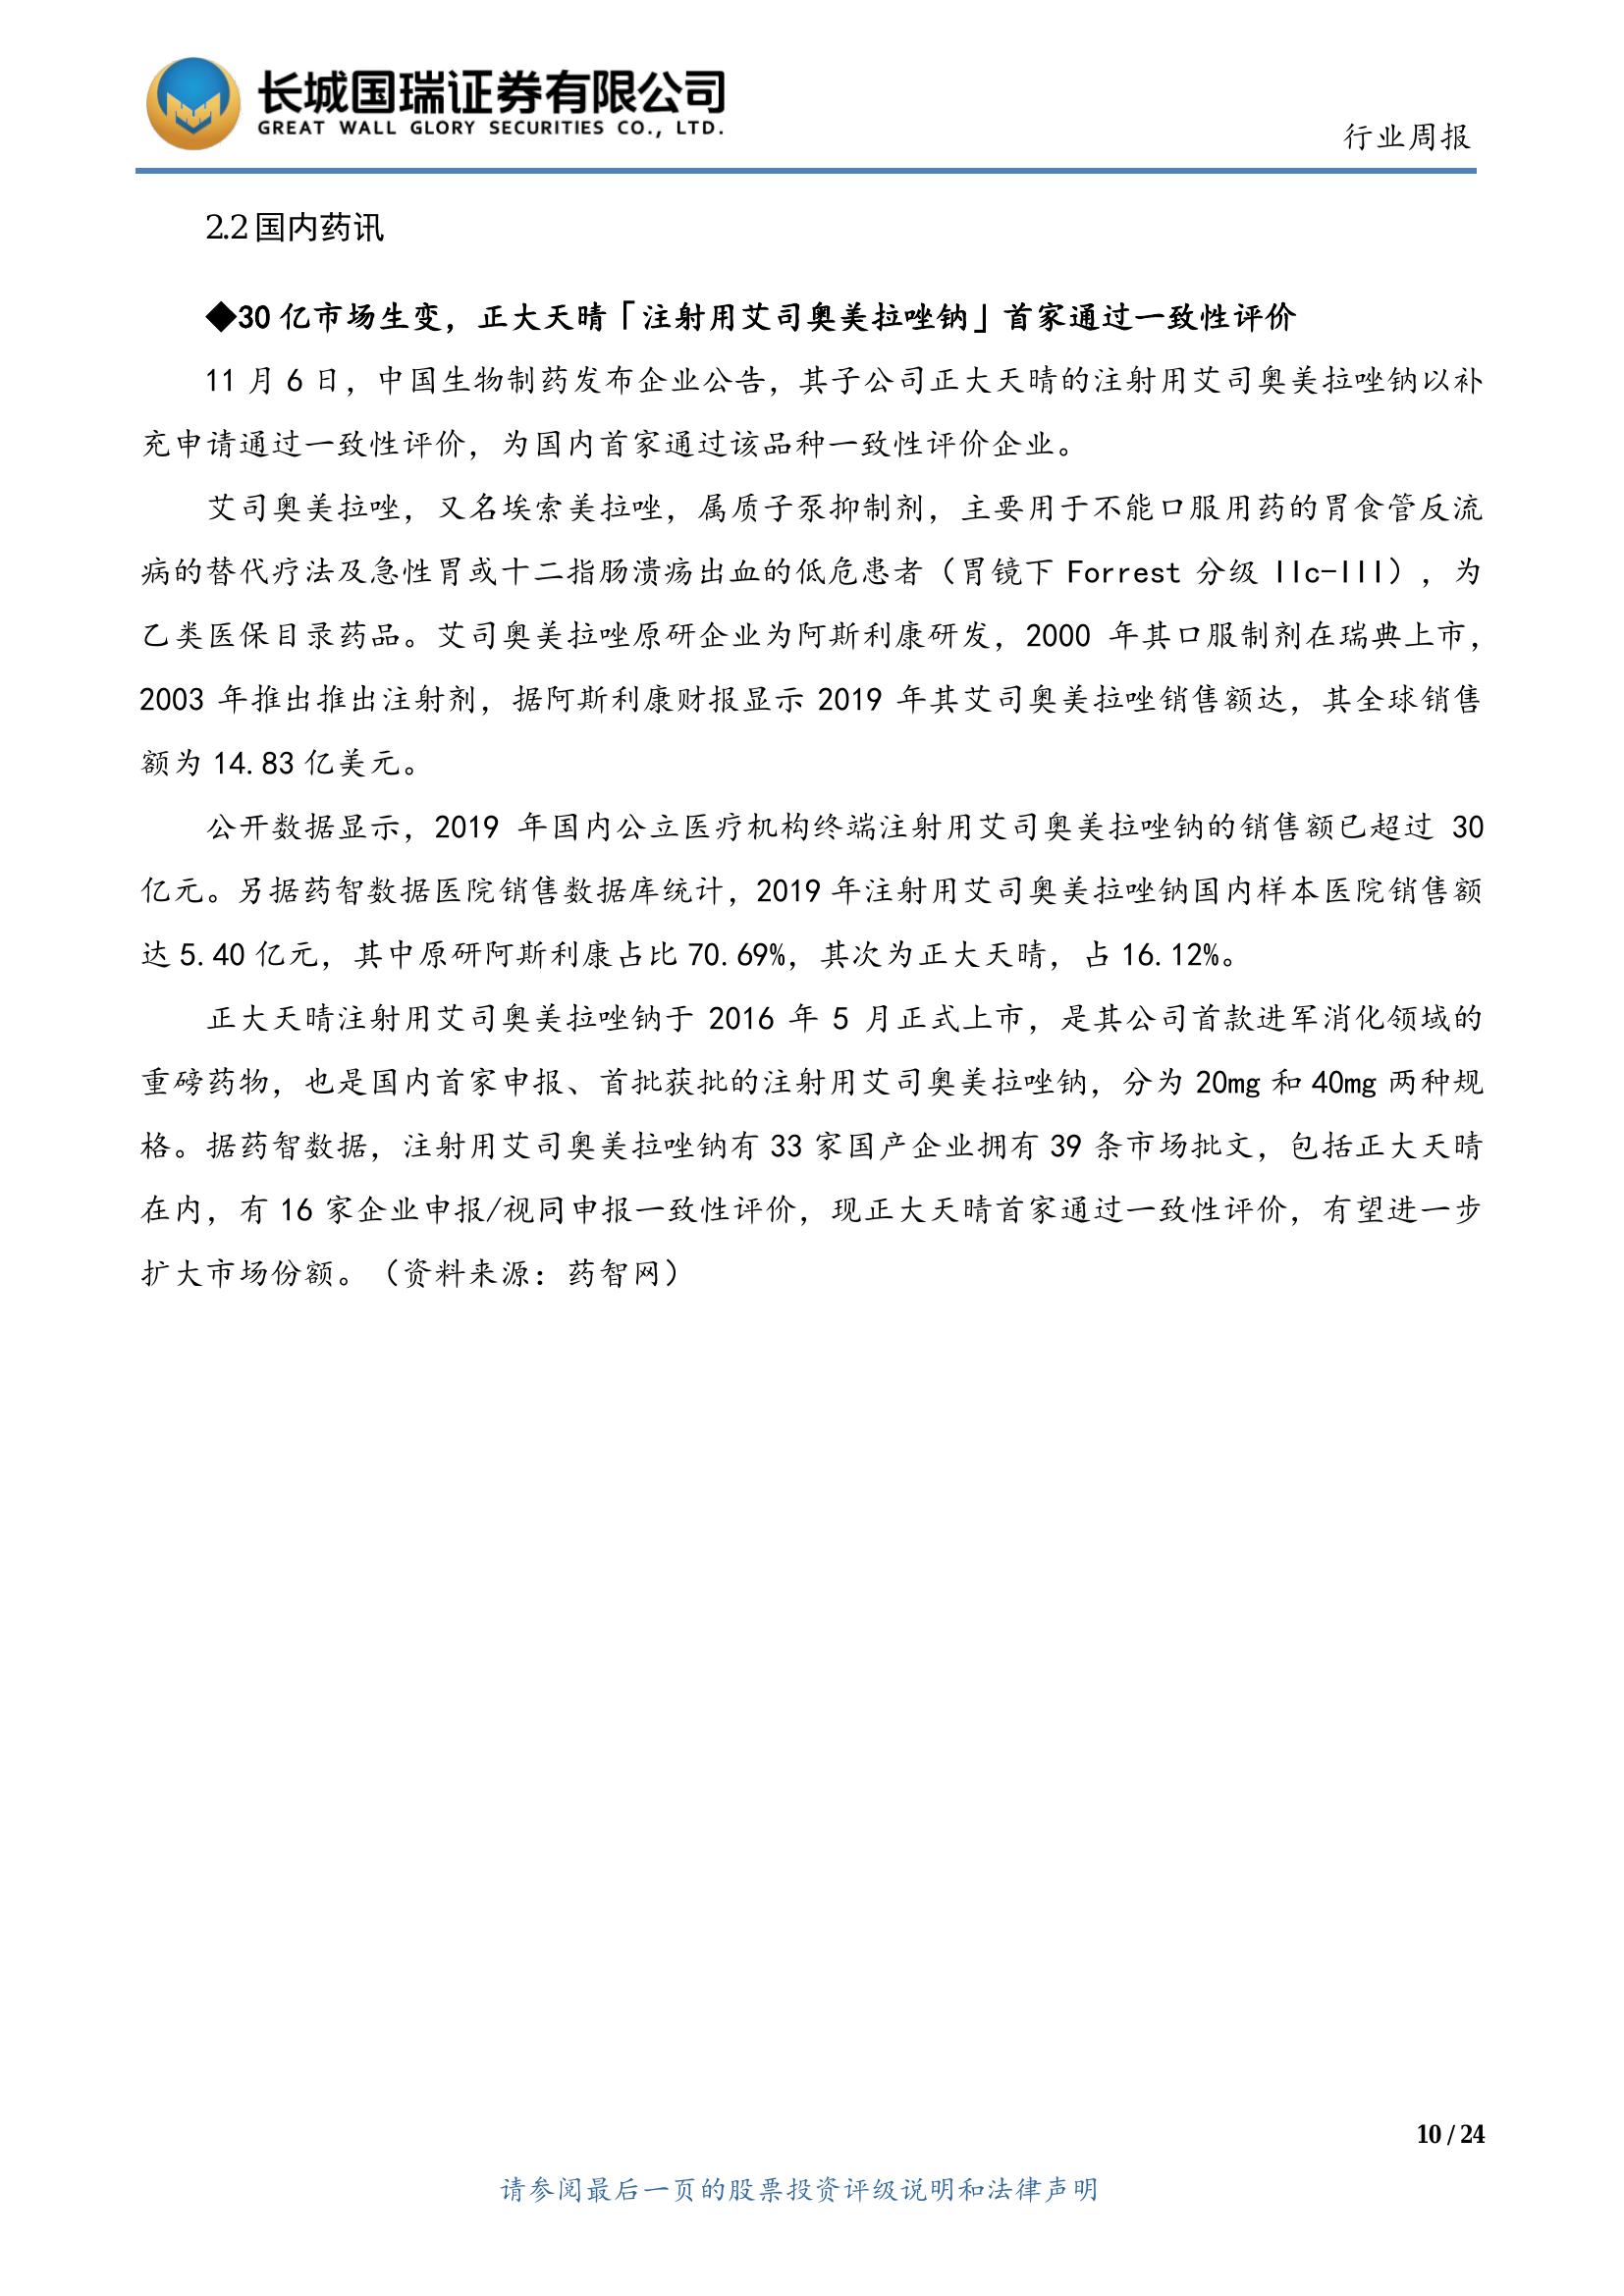 长城国瑞证券有限公司
GREAT WALL GLORY SECURITIES CO., LTD.
行业周报
2.2 国内药讯
◆30 亿市场生变，正大天晴「注射用艾司奥美拉唑钠」首家通过一致性评价
11 月 6 日，中国生物制药发布企业公告，其子公司正大天晴的注射用艾司奥美拉唑钠以补
充申请通过一致性评价，为国内首家通过该品种一致性评价企业。
艾司奥美拉唑，又名埃索美拉唑，属质子泵抑制剂，主要用于不能口服用药的胃食管反流
病的替代疗法及急性胃或十二指肠溃疡出血的低危患者（胃镜下 Forrest 分级 IIc-III），为
乙类医保目录药品。艾司奥美拉唑原研企业为阿斯利康研发，2000 年其口服制剂在瑞典上市，
2003 年推出推出注射剂，据阿斯利康财报显示 2019 年其艾司奥美拉唑销售额达，其全球销售
额为 14.83 亿美元。
公开数据显示，2019 年国内公立医疗机构终端注射用艾司奥美拉唑钠的销售额已超过 30
亿元。另据药智数据医院销售数据库统计，2019 年注射用艾司奥美拉唑钠国内样本医院销售额
达 5.40 亿元，其中原研阿斯利康占比 70.69%，其次为正大天晴，占 16.12%。
正大天晴注射用艾司奥美拉唑钠于 2016 年 5 月正式上市，是其公司首款进军消化领域的
重磅药物，也是国内首家申报、首批获批的注射用艾司奥美拉唑钠，分为 20mg 和 40mg 两种规
格。据药智数据，注射用艾司奥美拉唑钠有 33 家国产企业拥有 39 条市场批文，包括正大天晴
在内，有 16 家企业申报/视同申报一致性评价，现正大天晴首家通过一致性评价，有望进一步
扩大市场份额。（资料来源：药智网）
10 / 24
请参阅最后一页的股票投资评级说明和法律声明